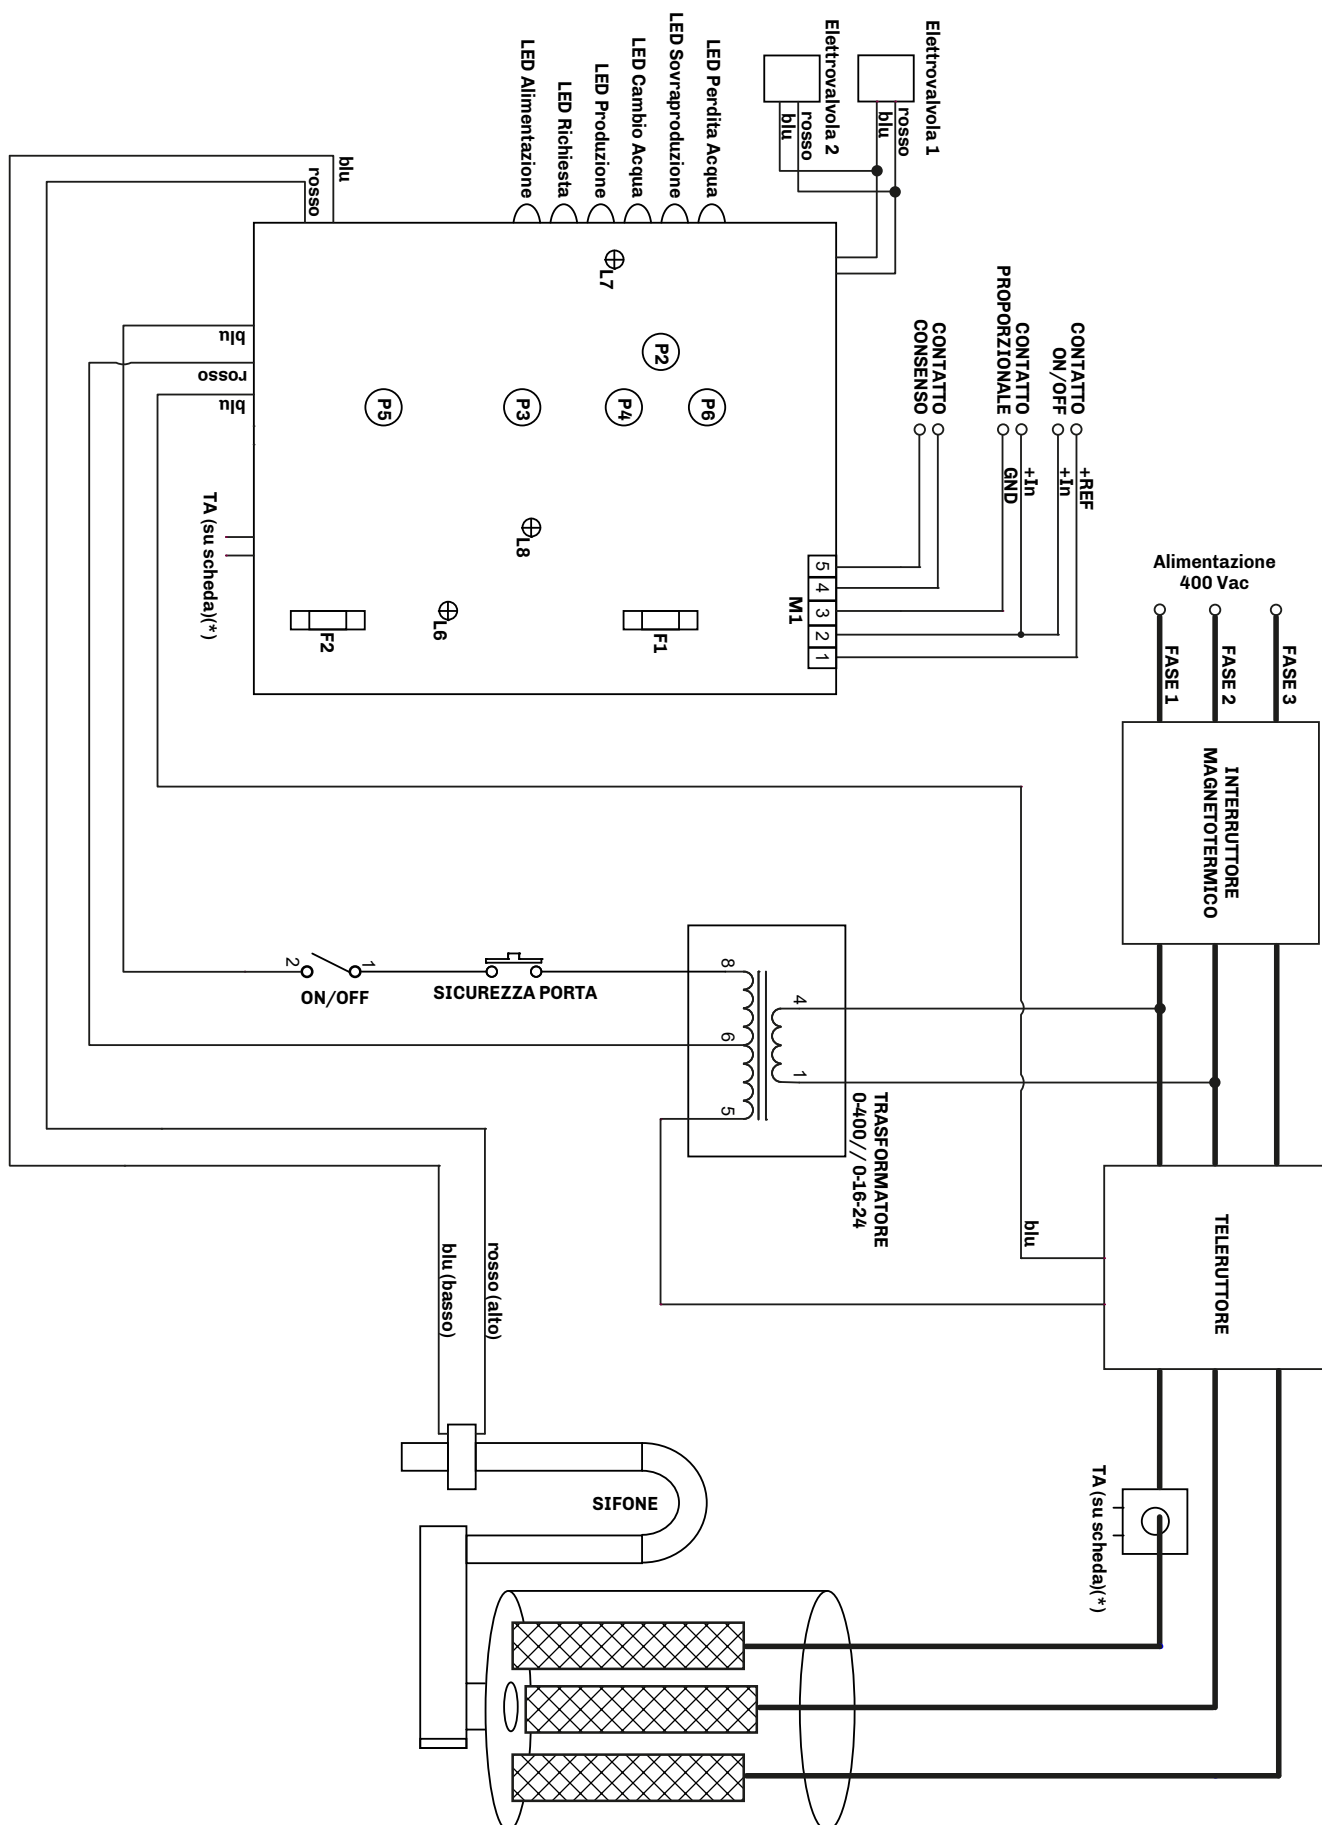 Elettrovalvola 1
rosso
blu
Elettrovalvola 2
rosso
blu
LED Perdita Acqua
LED Sovraproduzione
LED Cambio Acqua
LED Produzione
LED Richiesta
LED Alimentazione
blu
rosso
L7
P2
P6
P4
P3
P5
L8
L6
F1
F2
M1
5
4
3
2
1
CONTATTO
CONSENSO
CONTATTO
PROPORZIONALE
CONTATTO
ON/OFF
+REF
+In
+In
GND
blu
rosso
blu
TA (su scheda)(*)
Alimentazione
400 Vac
FASE 1
FASE 2
FASE 3
INTERRUTTORE
MAGNETOTERMICO
2
1
ON/OFF
SICUREZZA PORTA
8
6
5
4
1
TRASFORMATORE
0-400// 0-16-24
blu
TELERUTTORE
rosso (alto)
blu (basso)
SIFONE
TA (su scheda)(*)